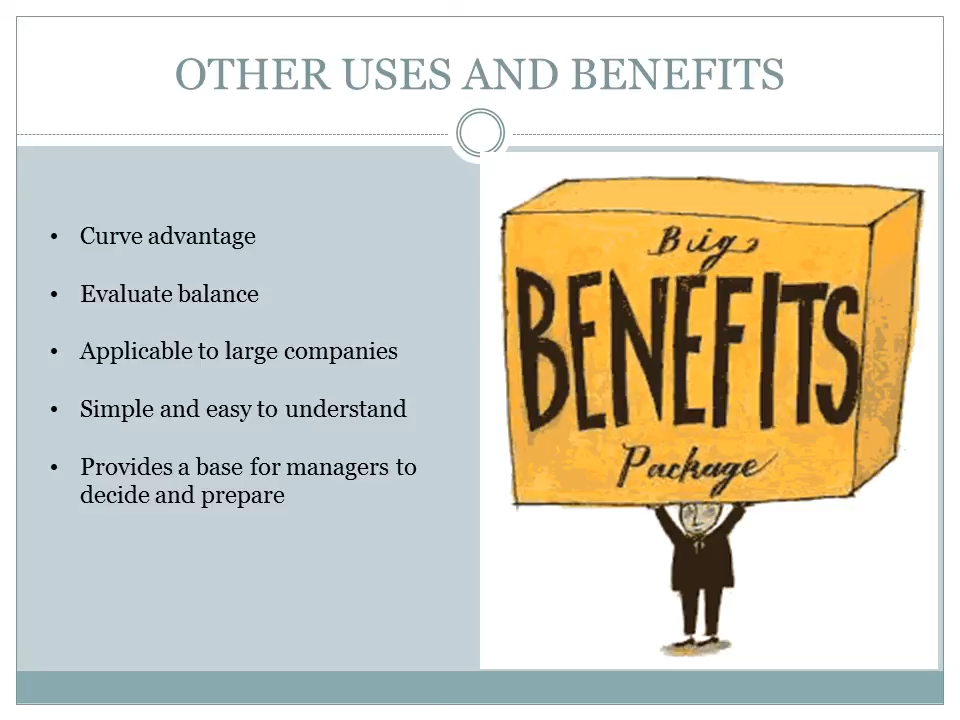 OTHER USES AND BENEFITS
• Curve advantage
• Evaluate balance
• Applicable to large companies
• Simple and easy to understand
• Provides a base for managers to
decide and prepare
Big
BENEFITS
Package